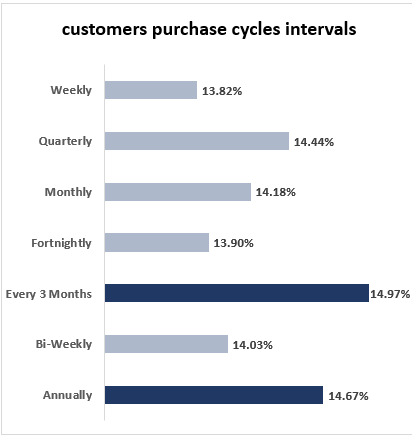 customers purchase cycles intervals
Weekly 13.82%
Quarterly 14.44%
Monthly 14.18%
Fortnightly 13.90%
Every 3 Months 14.97%
Bi-Weekly 14.03%
Annually 14.67%